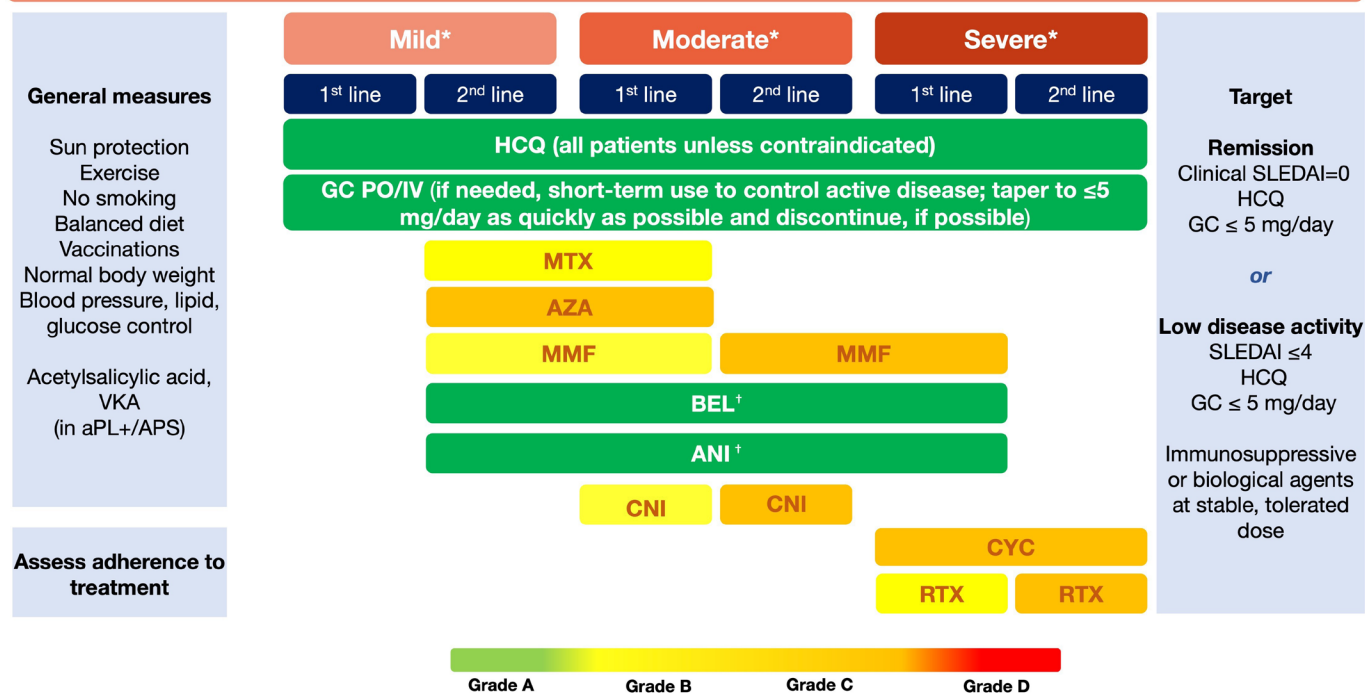 General measures
Sun protection
Exercise
No smoking
Balanced diet
Vaccinations
Normal body weight
Blood pressure, lipid,
glucose control
Acetylsalicylic acid,
VKA
(in aPL+/APS)
Assess adherence to
treatment
Mild*
Moderate*
Severe*
1st line
2nd line
1st line
2nd line
1st line
2nd line
HCQ (all patients unless contraindicated)
GC PO/IV (if needed, short-term use to control active disease; taper to ≤5
mg/day as quickly as possible and discontinue, if possible)
MTX
AZA
MMF
MMF
BEL†
ANI †
CNI
CNI
CYC
RTX
RTX
Target
Remission
Clinical SLEDAI=0
HCQ
GC ≤ 5 mg/day
or
Low disease activity
SLEDAI ≤4
HCQ
GC ≤ 5 mg/day
Immunosuppressive
or biological agents
at stable, tolerated
dose
Grade A
Grade B
Grade C
Grade D